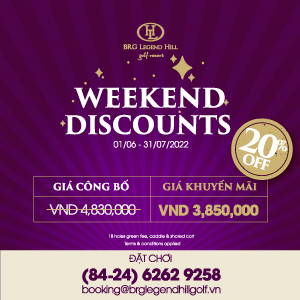 BRG LEGEND HILL
golf resort
WEEKEND
DISCOUNTS
01/06 - 31/07/2022
20%
OFF
GIÁ CÔNG BỐ
GIÁ KHUYẾN MÃI
VND 4,830,000
VND 3,850,000
18 holes green fee, caddie & shared cart
Terms & conditions applied
ĐẶT CHƠI
(84-24) 6262 9258
booking@brglegendhillgolf.vn